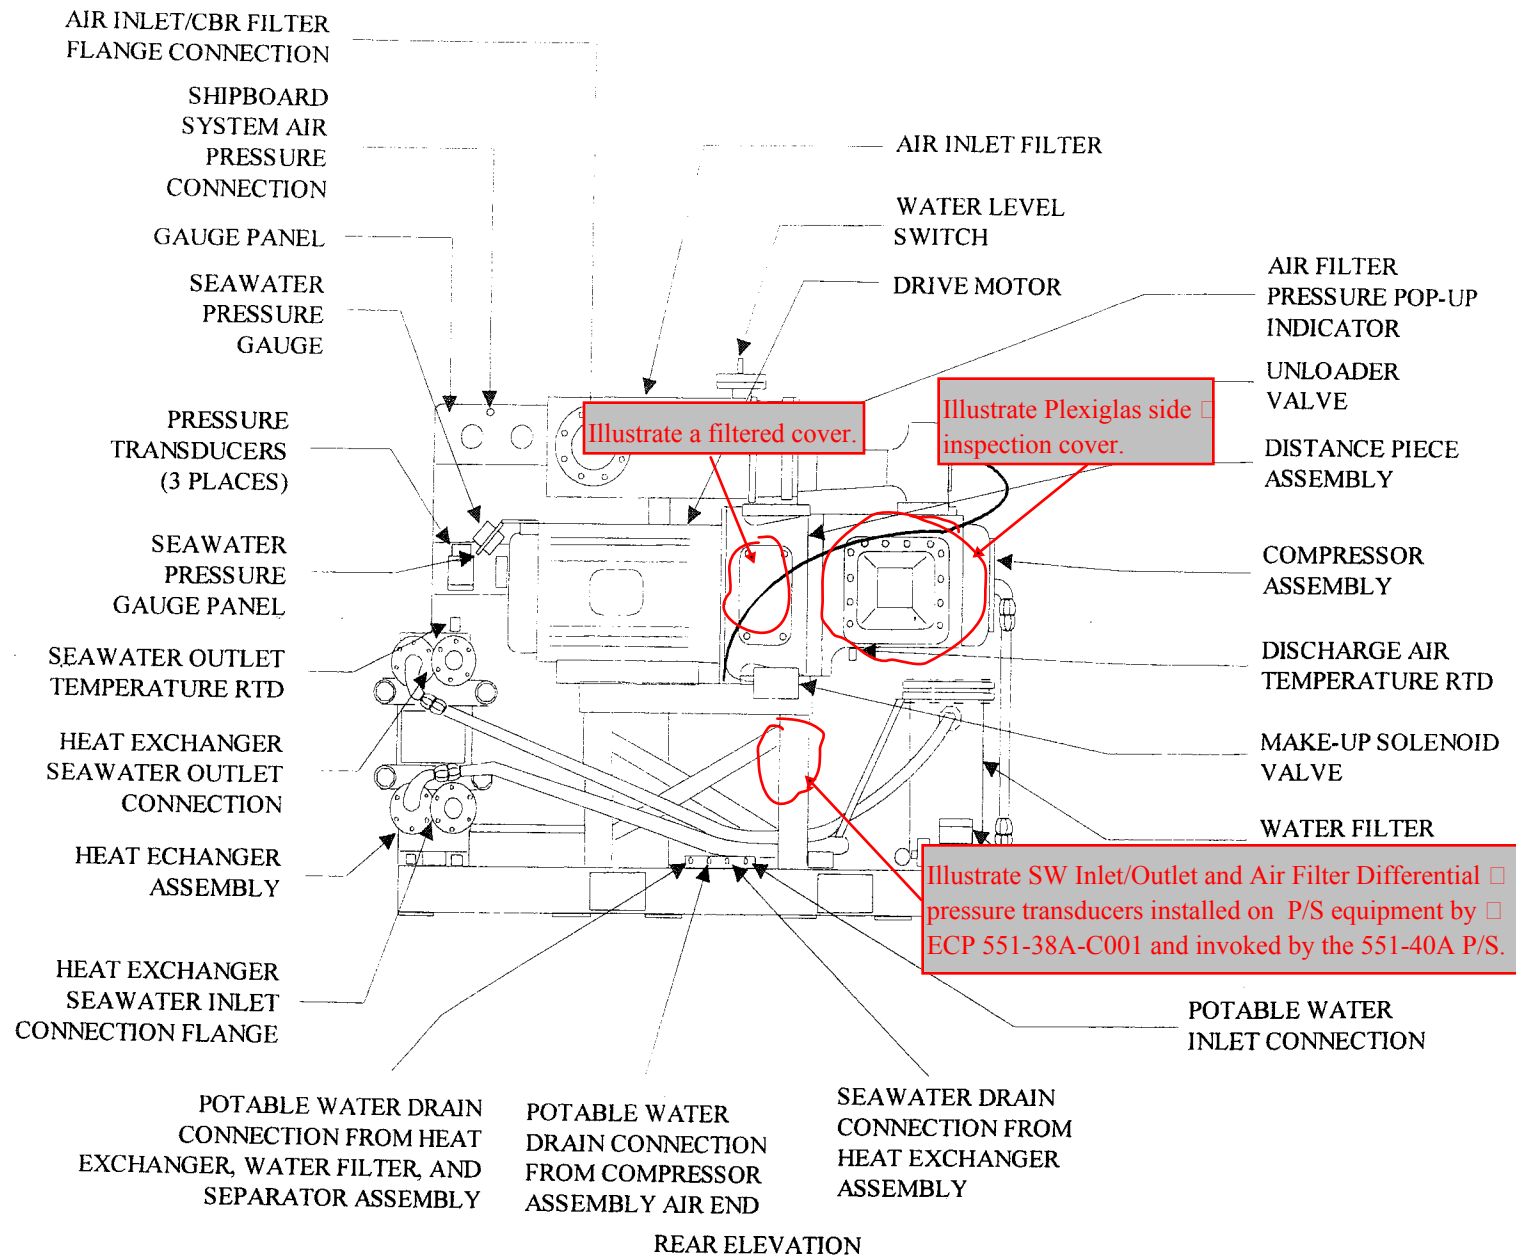 AIR INLET/CBR FILTER
FLANGE CONNECTION
SHIPBOARD
SYSTEM AIR
PRESSURE
CONNECTION
GAUGE PANEL
SEAWATER
PRESSURE
GAUGE
PRESSURE
TRANSDUCERS
(3 PLACES)
SEAWATER
PRESSURE
GAUGE PANEL
SEAWATER OUTLET
TEMPERATURE RTD
HEAT EXCHANGER
SEAWATER OUTLET
CONNECTION
HEAT ECHANGER
ASSEMBLY
HEAT EXCHANGER
SEAWATER INLET
CONNECTION FLANGE
AIR INLET FILTER
WATER LEVEL
SWITCH
DRIVE MOTOR
AIR FILTER
PRESSURE POP-UP
INDICATOR
UNLOADER
VALVE
Illustrate a filtered cover.
Illustrate Plexiglas side
inspection cover.
DISTANCE PIECE
ASSEMBLY
COMPRESSOR
ASSEMBLY
DISCHARGE AIR
TEMPERATURE RTD
MAKE-UP SOLENOID
VALVE
WATER FILTER
Illustrate SW Inlet/Outlet and Air Filter Differential
pressure transducers installed on P/S equipment by
ECP 551-38A-C001 and invoked by the 551-40A P/S.
POTABLE WATER
INLET CONNECTION
POTABLE WATER DRAIN
CONNECTION FROM HEAT
EXCHANGER, WATER FILTER, AND
SEPARATOR ASSEMBLY
POTABLE WATER
DRAIN CONNECTION
FROM COMPRESSOR
ASSEMBLY AIR END
SEAWATER DRAIN
CONNECTION FROM
HEAT EXCHANGER
ASSEMBLY
REAR ELEVATION